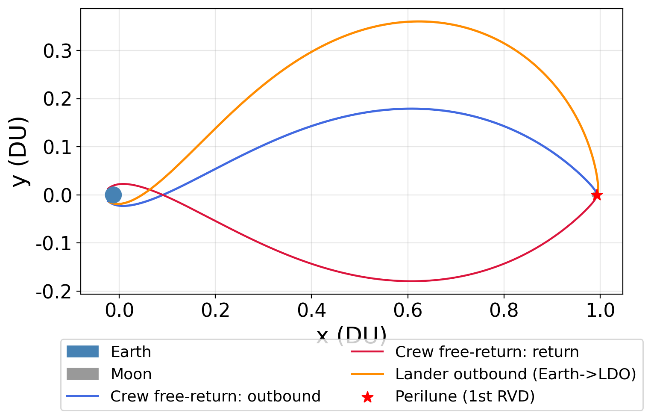 0.3
0.2
0.1
0.0
-0.1
-0.2
y (DU)
0.0
0.2
0.4
0.6
0.8
1.0
x (DU)
Earth
Moon
Crew free-return: outbound
Crew free-return: return
Lander outbound (Earth->LDO)
Perilune (1st RVD)